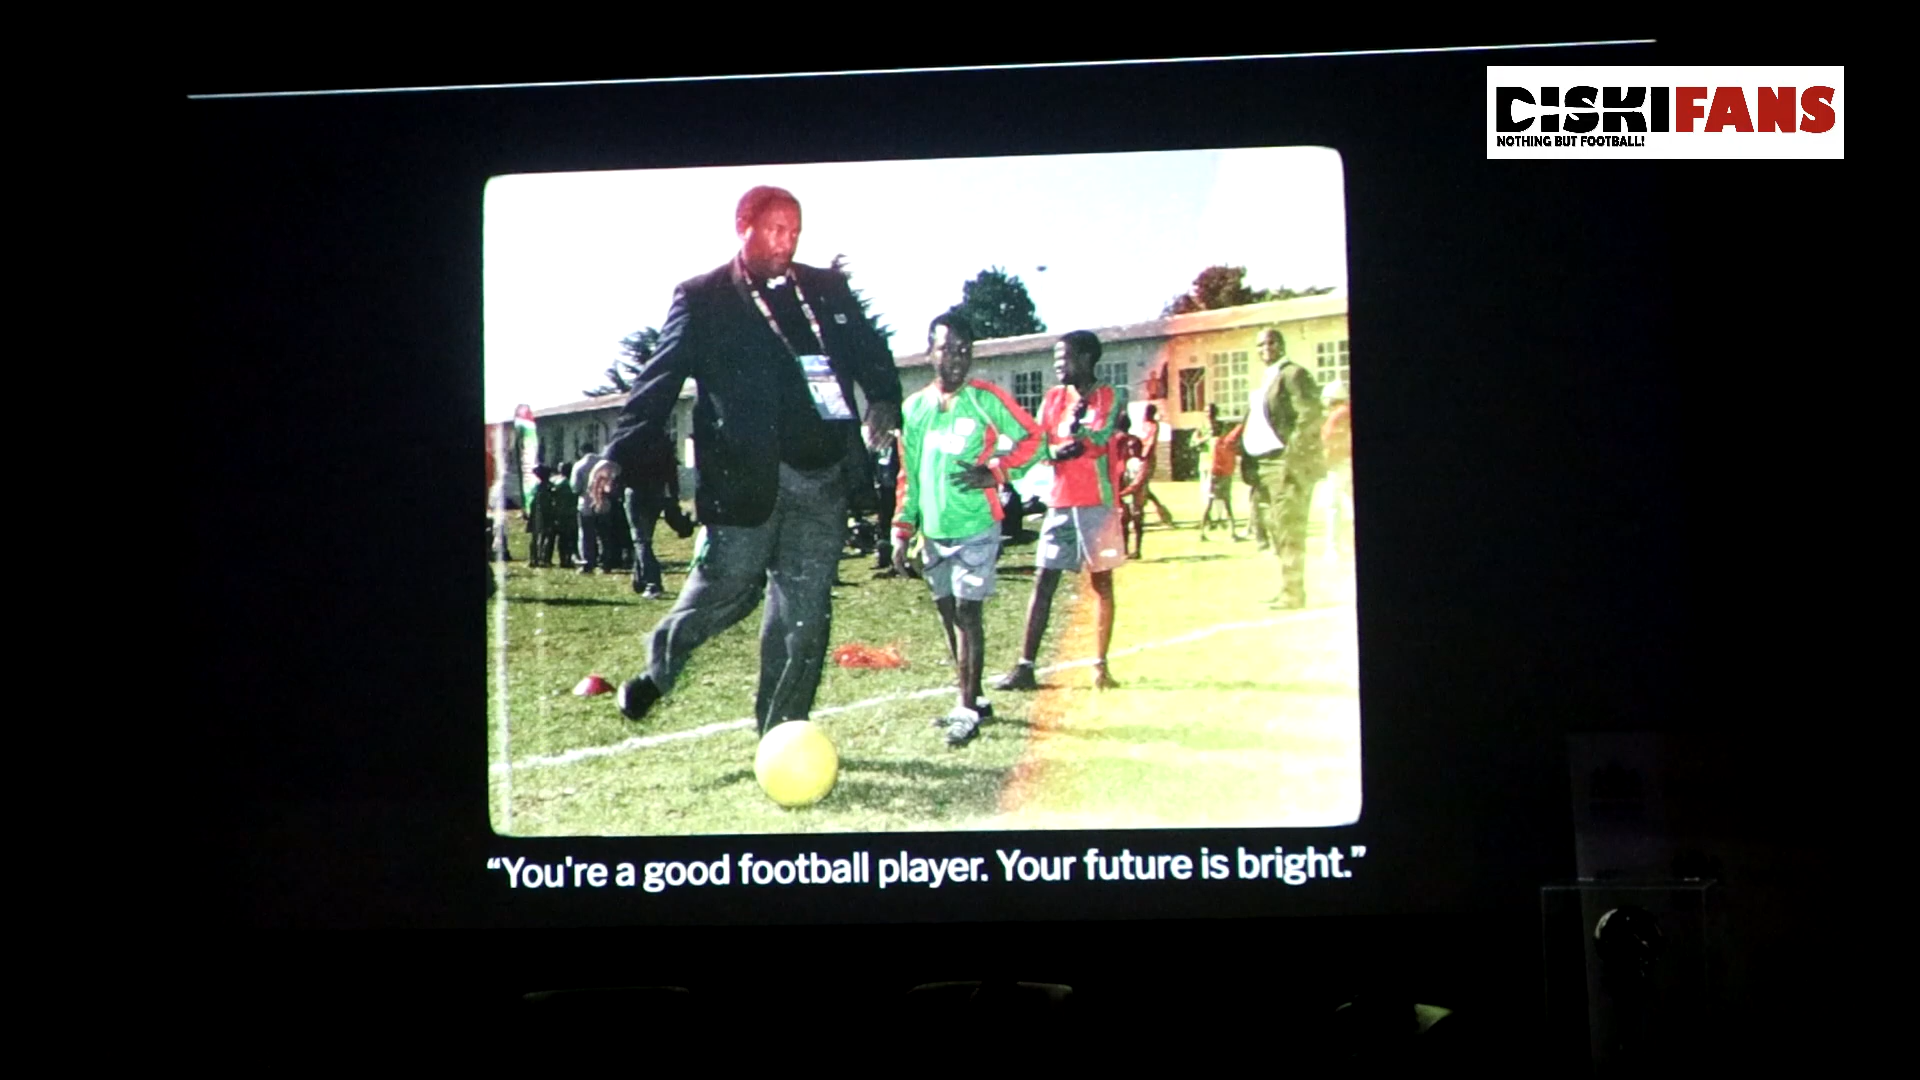 DISKIFANS
NOTHING BUT FOOTBALL!
“You're a good football player. Your future is bright.”